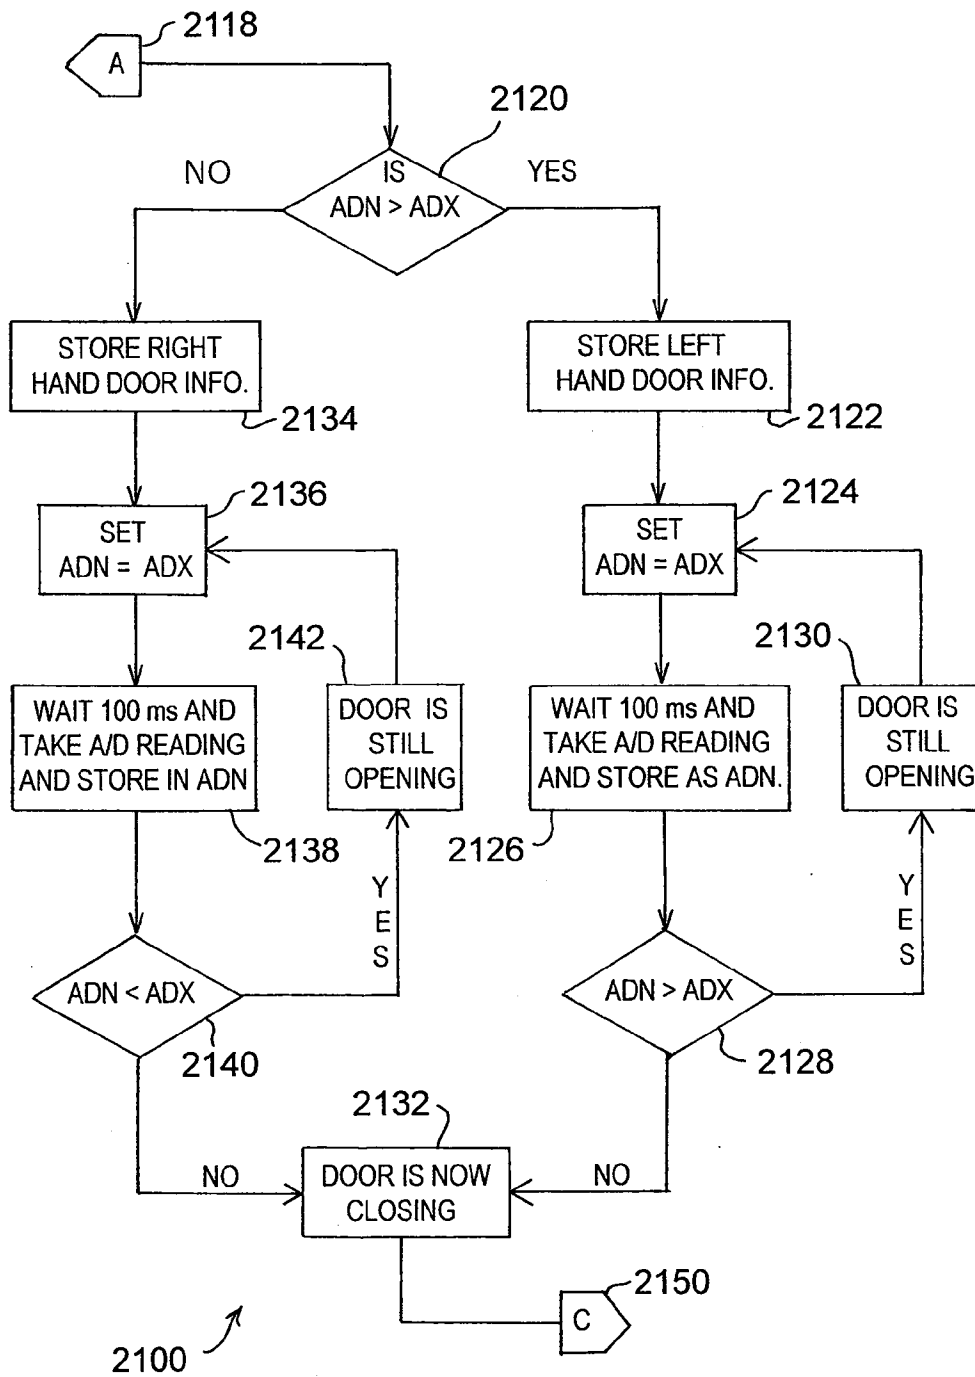 2118
A
2120
NO
YES
IS
ADN > ADX
STORE RIGHT
HAND DOOR INFO.
2134
STORE LEFT
HAND DOOR INFO.
2122
2136
SET
ADN = ADX
2124
SET
ADN = ADX
2142
2130
WAIT 100 ms AND
TAKE A/D READING
AND STORE IN ADN
2138
DOOR IS
STILL
OPENING
WAIT 100 ms AND
TAKE A/D READING
AND STORE AS ADN.
2126
DOOR IS
STILL
OPENING
YES
YES
ADN < ADX
2140
ADN > ADX
2128
2132
NO
DOOR IS NOW
CLOSING
NO
2150
C
2100